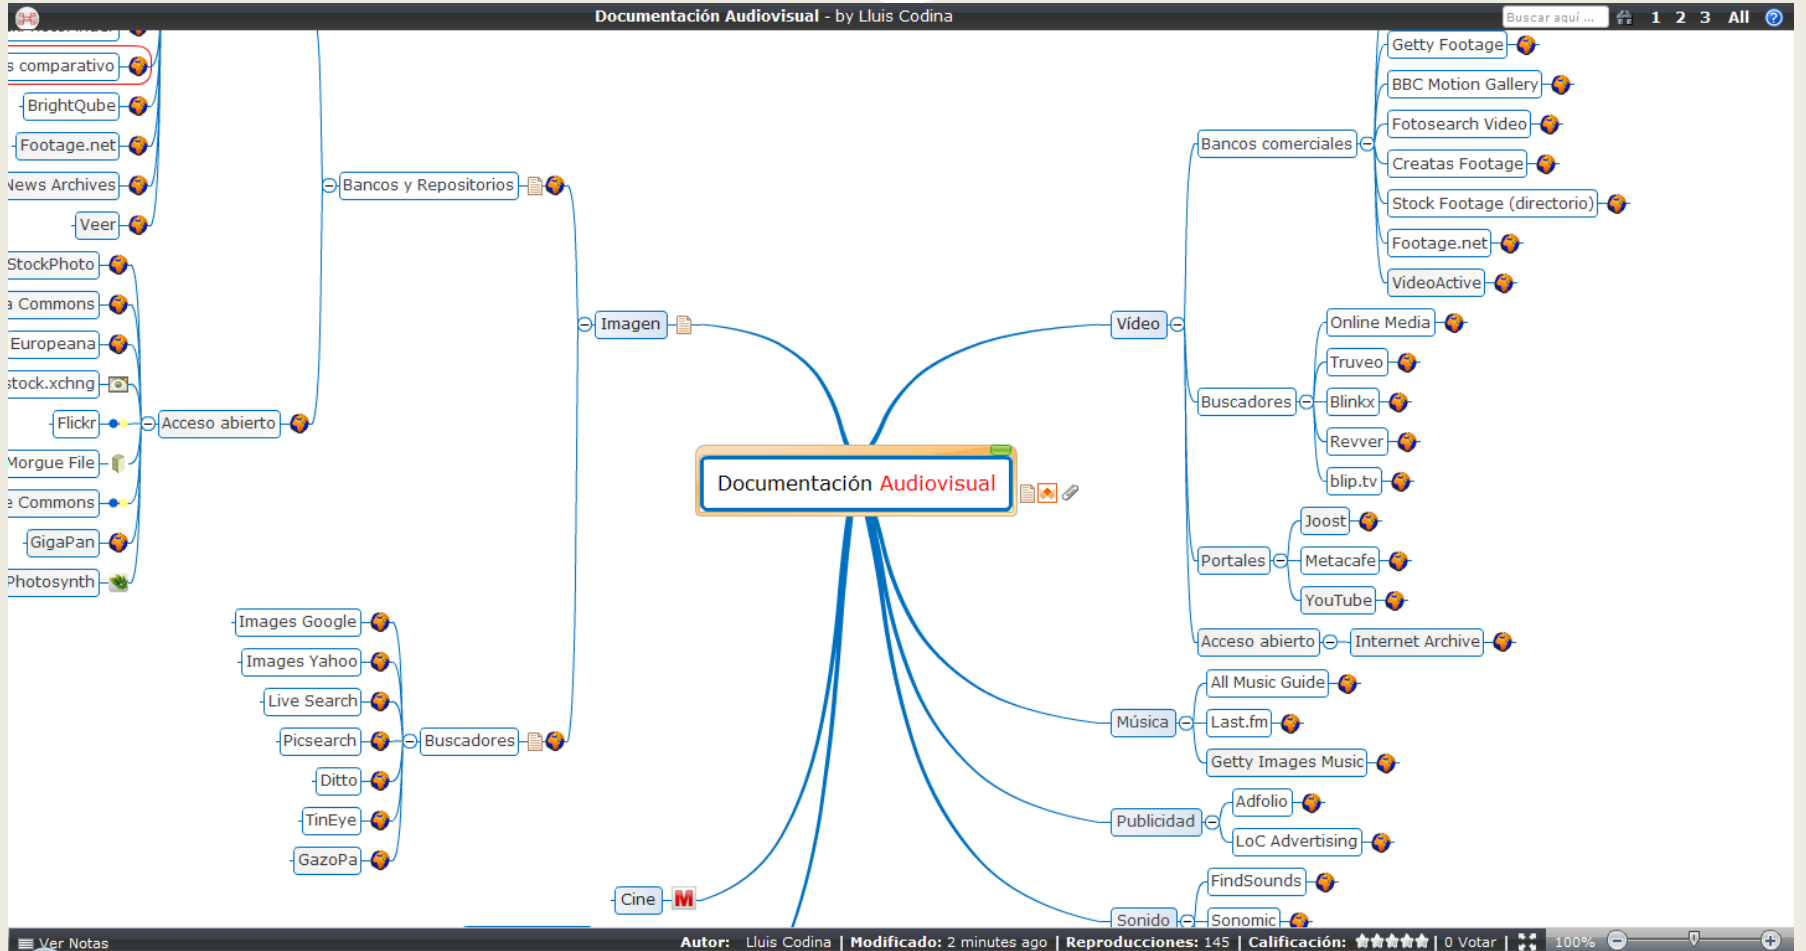 Documentación Audiovisual - by Lluis Codina
Buscar aquí ...
1 2 3 All ?
s comparativo
BrightQube
Footage.net
News Archives
Veer
Bancos y Repositorios
StockPhoto
a Commons
Europeana
stock.xchng
Flickr
Morgue File
e Commons
GigaPan
Photosynth
Acceso abierto
Imagen
Images Google
Images Yahoo
Live Search
Picsearch
Ditto
TinEye
GazoPa
Buscadores
Cine
M
Documentación Audiovisual
Vídeo
Bancos comerciales
Getty Footage
BBC Motion Gallery
Fotosearch Video
Creatas Footage
Stock Footage (directorio)
Footage.net
VideoActive
Buscadores
Online Media
Truveo
Blinkx
Revver
blip.tv
Portales
Joost
Metacafe
YouTube
Acceso abierto
Internet Archive
Música
All Music Guide
Last.fm
Getty Images Music
Publicidad
Adfolio
LoC Advertising
Sonido
FindSounds
Sonomic
Ver Notas
Autor: Lluis Codina | Modificado: 2 minutes ago | Reproducciones: 145 | Calificación: | 0 Votar |
100%